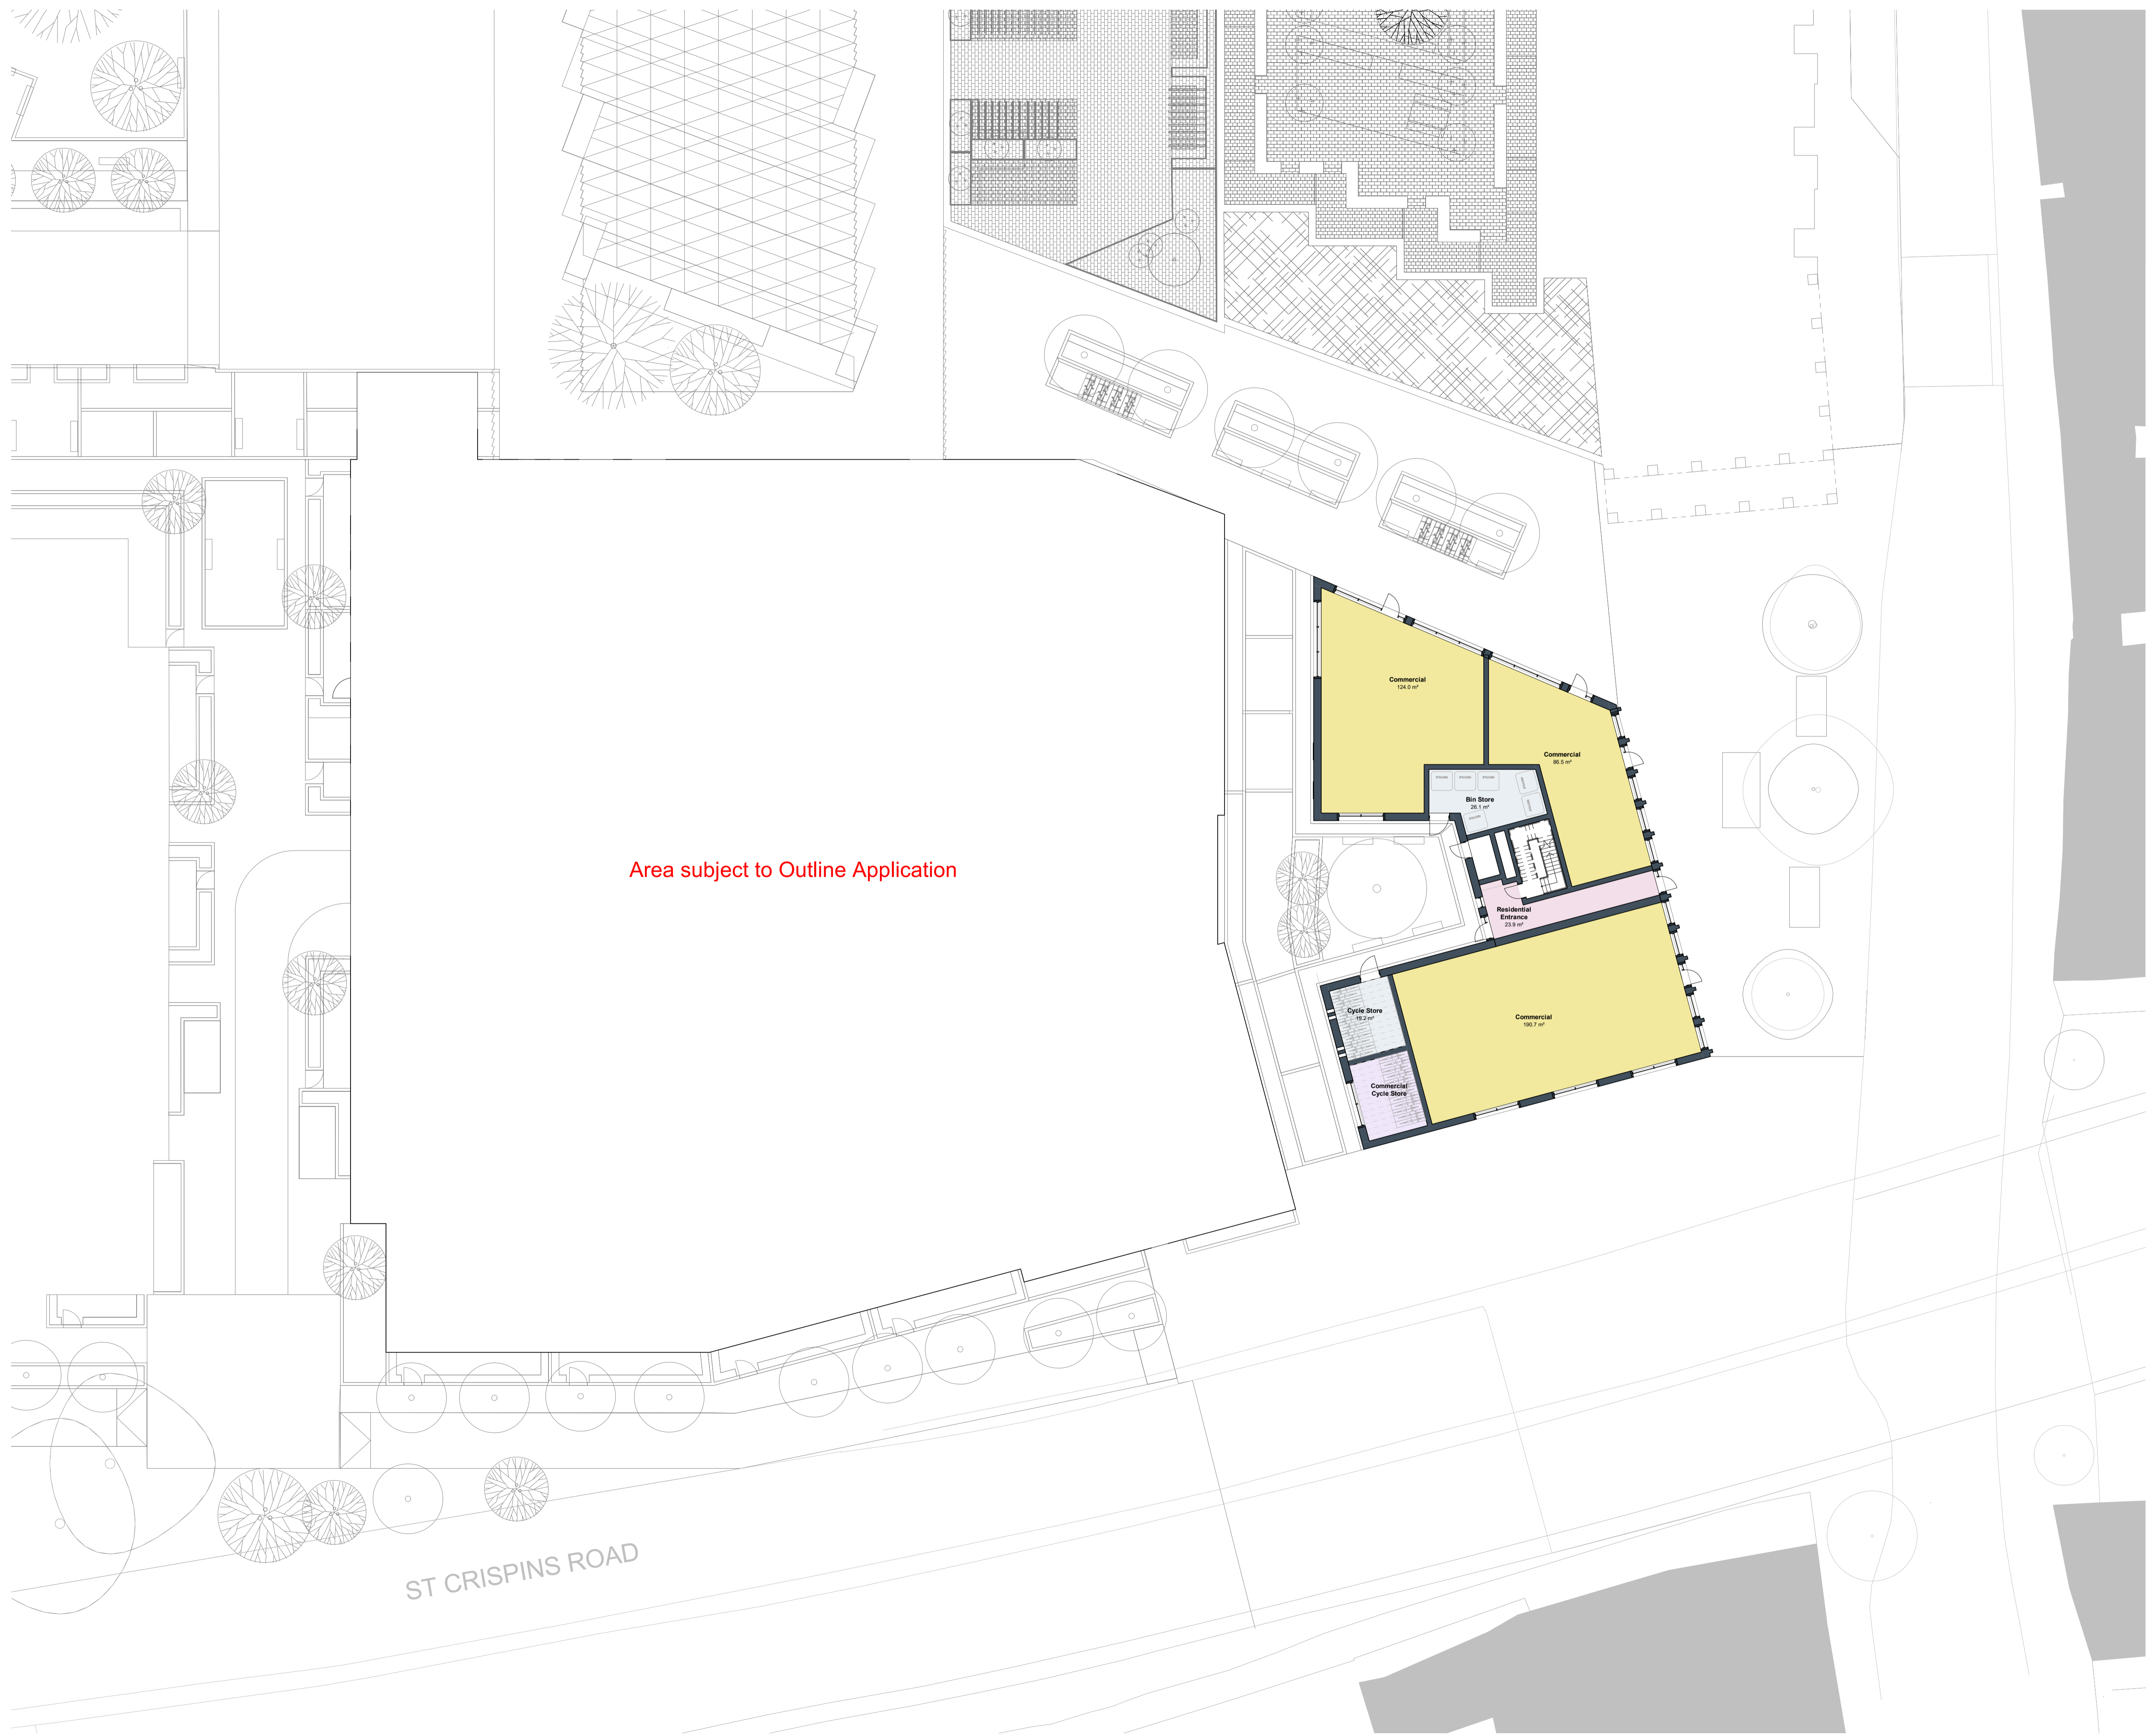 Commercial
124.0 m²
Commercial
86.5 m²
Bin Store
26.1 m²
Area subject to Outline Application
Residential
Entrance
23.9 m²
Cycle Store
19.2 m²
Commercial
190.7 m²
Commercial
Cycle Store
ST CRISPINS ROAD